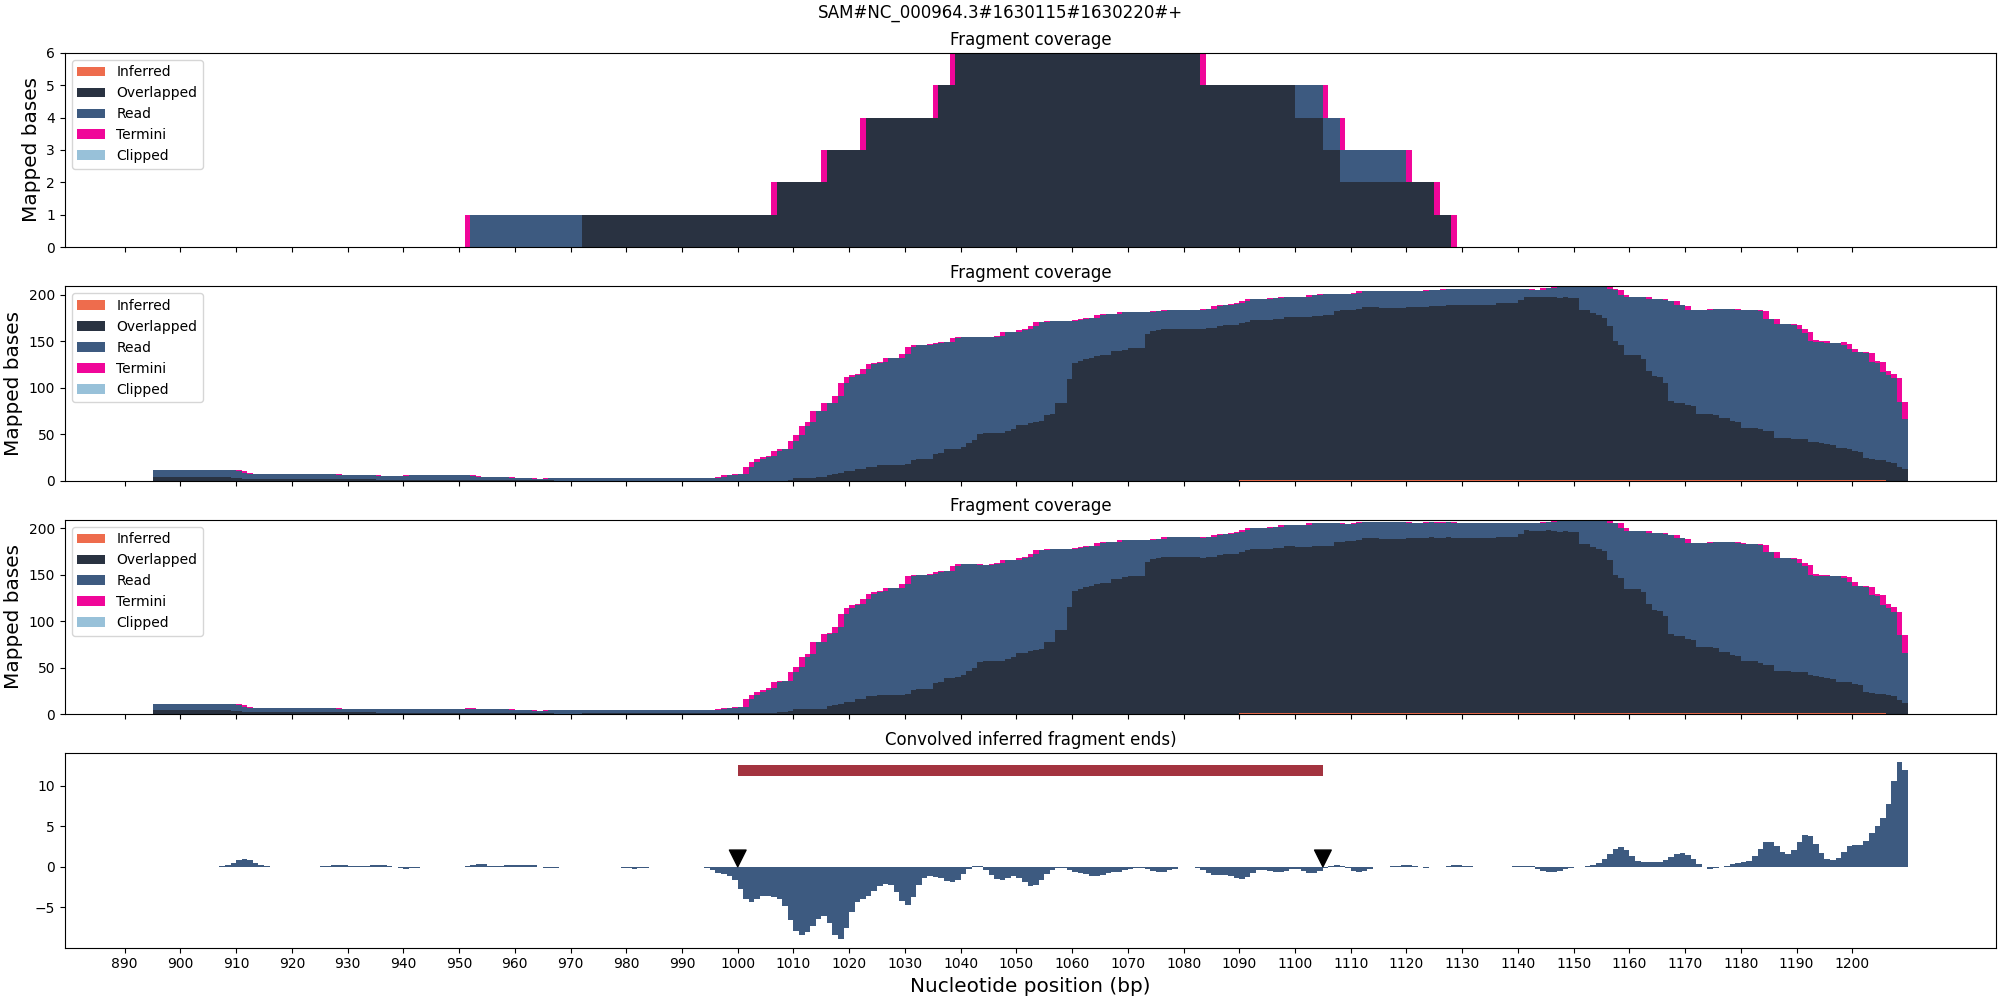 SAM#NC_000964.3#1630115#1630220#+
Fragment coverage
Mapped bases
6
5
4
3
2
1
0
Inferred
Overlapped
Read
Termini
Clipped
Fragment coverage
Mapped bases
200
150
100
50
0
Inferred
Overlapped
Read
Termini
Clipped
Fragment coverage
Mapped bases
200
150
100
50
0
Inferred
Overlapped
Read
Termini
Clipped
Convolved inferred fragment ends)
10
5
0
−5
890 900 910 920 930 940 950 960 970 980 990 1000 1010 1020 1030 1040 1050 1060 1070 1080 1090 1100 1110 1120 1130 1140 1150 1160 1170 1180 1190 1200
Nucleotide position (bp)